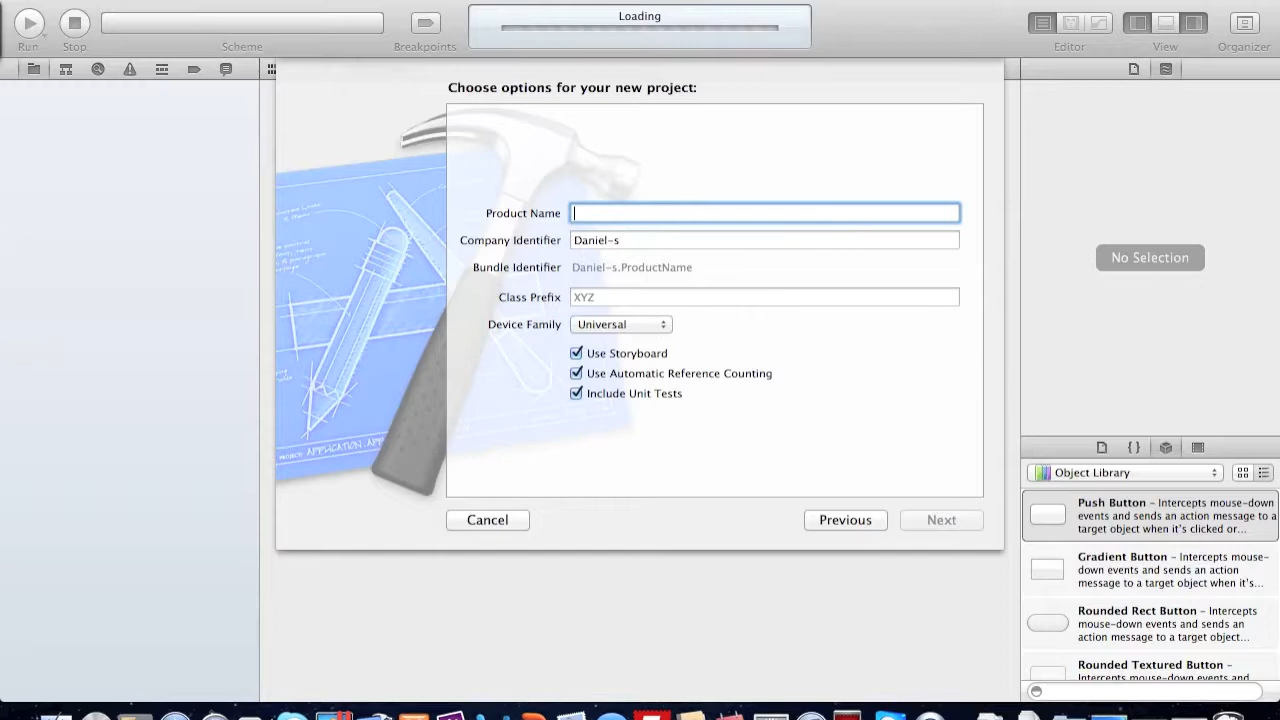 Loading
Run
Stop
Scheme
Breakpoints
Editor
View
Organizer
Choose options for your new project:
Product Name
Company Identifier
Daniel-s
Bundle Identifier
Daniel-s.ProductName
Class Prefix
XYZ
Device Family
Universal
Use Storyboard
Use Automatic Reference Counting
Include Unit Tests
Cancel
Previous
Next
No Selection
{ }
Object Library
Push Button – Intercepts mouse-down
events and sends an action message to a
target object when it's clicked or...
Gradient Button – Intercepts mouse-
down events and sends an action
message to a target object when it's...
Rounded Rect Button – Intercepts
mouse-down events and sends an
action message to a target object...
Rounded Textured Button –
Intercepts mouse-down events and